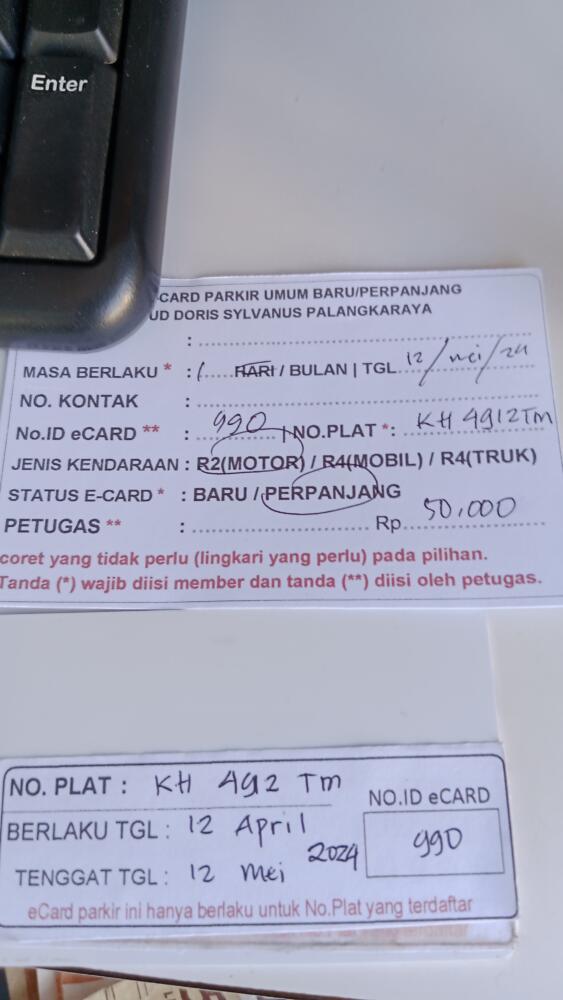 Enter
-CARD PARKIR UMUM BARU/PERPANJANG
UD DORIS SYLVANUS PALANGKARAYA
:
MASA BERLAKU * : 1 HARI / BULAN | TGL. 12/mei/24
NO. KONTAK :
No.ID eCARD ** : 990 | NO.PLAT *: KH 4912 Tm
JENIS KENDARAAN : R2(MOTOR) / R4(MOBIL) / R4(TRUK)
STATUS E-CARD * : BARU / PERPANJANG
PETUGAS ** : Rp. 50.000
coret yang tidak perlu (lingkari yang perlu) pada pilihan.
Tanda (*) wajib diisi member dan tanda (**) diisi oleh petugas.
NO. PLAT : KH 492 Tm
NO.ID eCARD
BERLAKU TGL : 12 April
990
2024
TENGGAT TGL : 12 Mei
eCard parkir ini hanya berlaku untuk No.Plat yang terdaftar